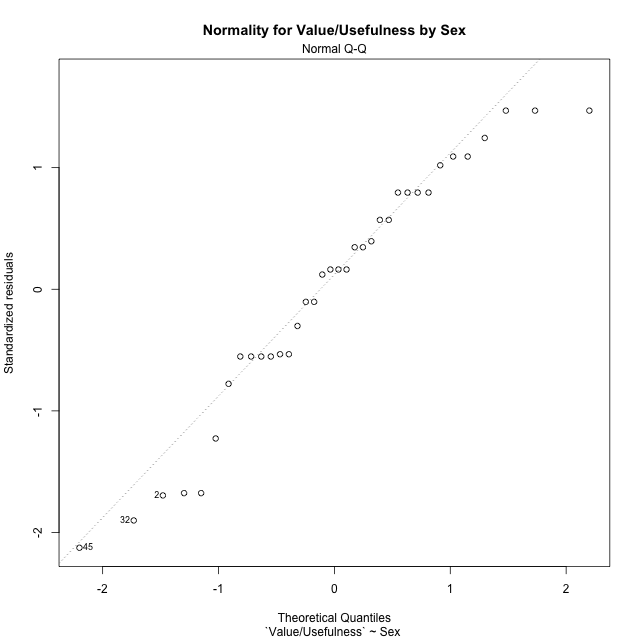 Normality for Value/Usefulness by Sex
Normal Q-Q
Standardized residuals
1
0
-1
-2
2
32
45
-2
-1
0
1
2
Theoretical Quantiles
`Value/Usefulness` ~ Sex